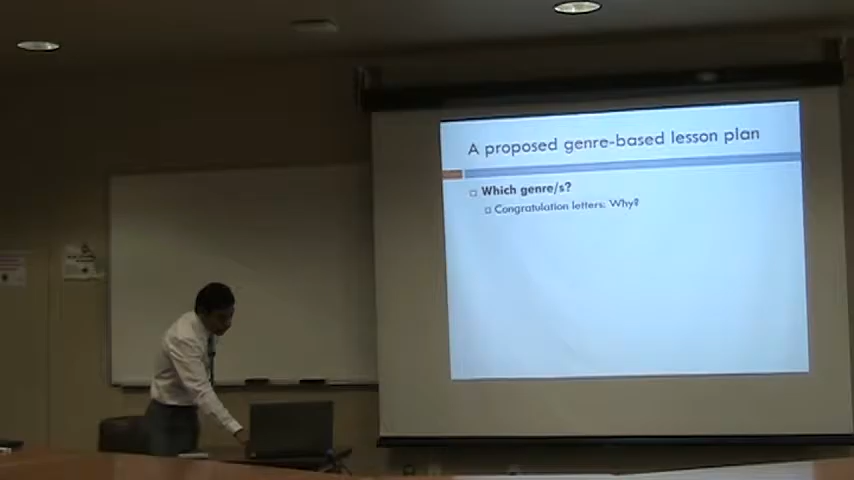 A proposed genre-based lesson plan
Which genre/s?
Congratulation letters: Why?